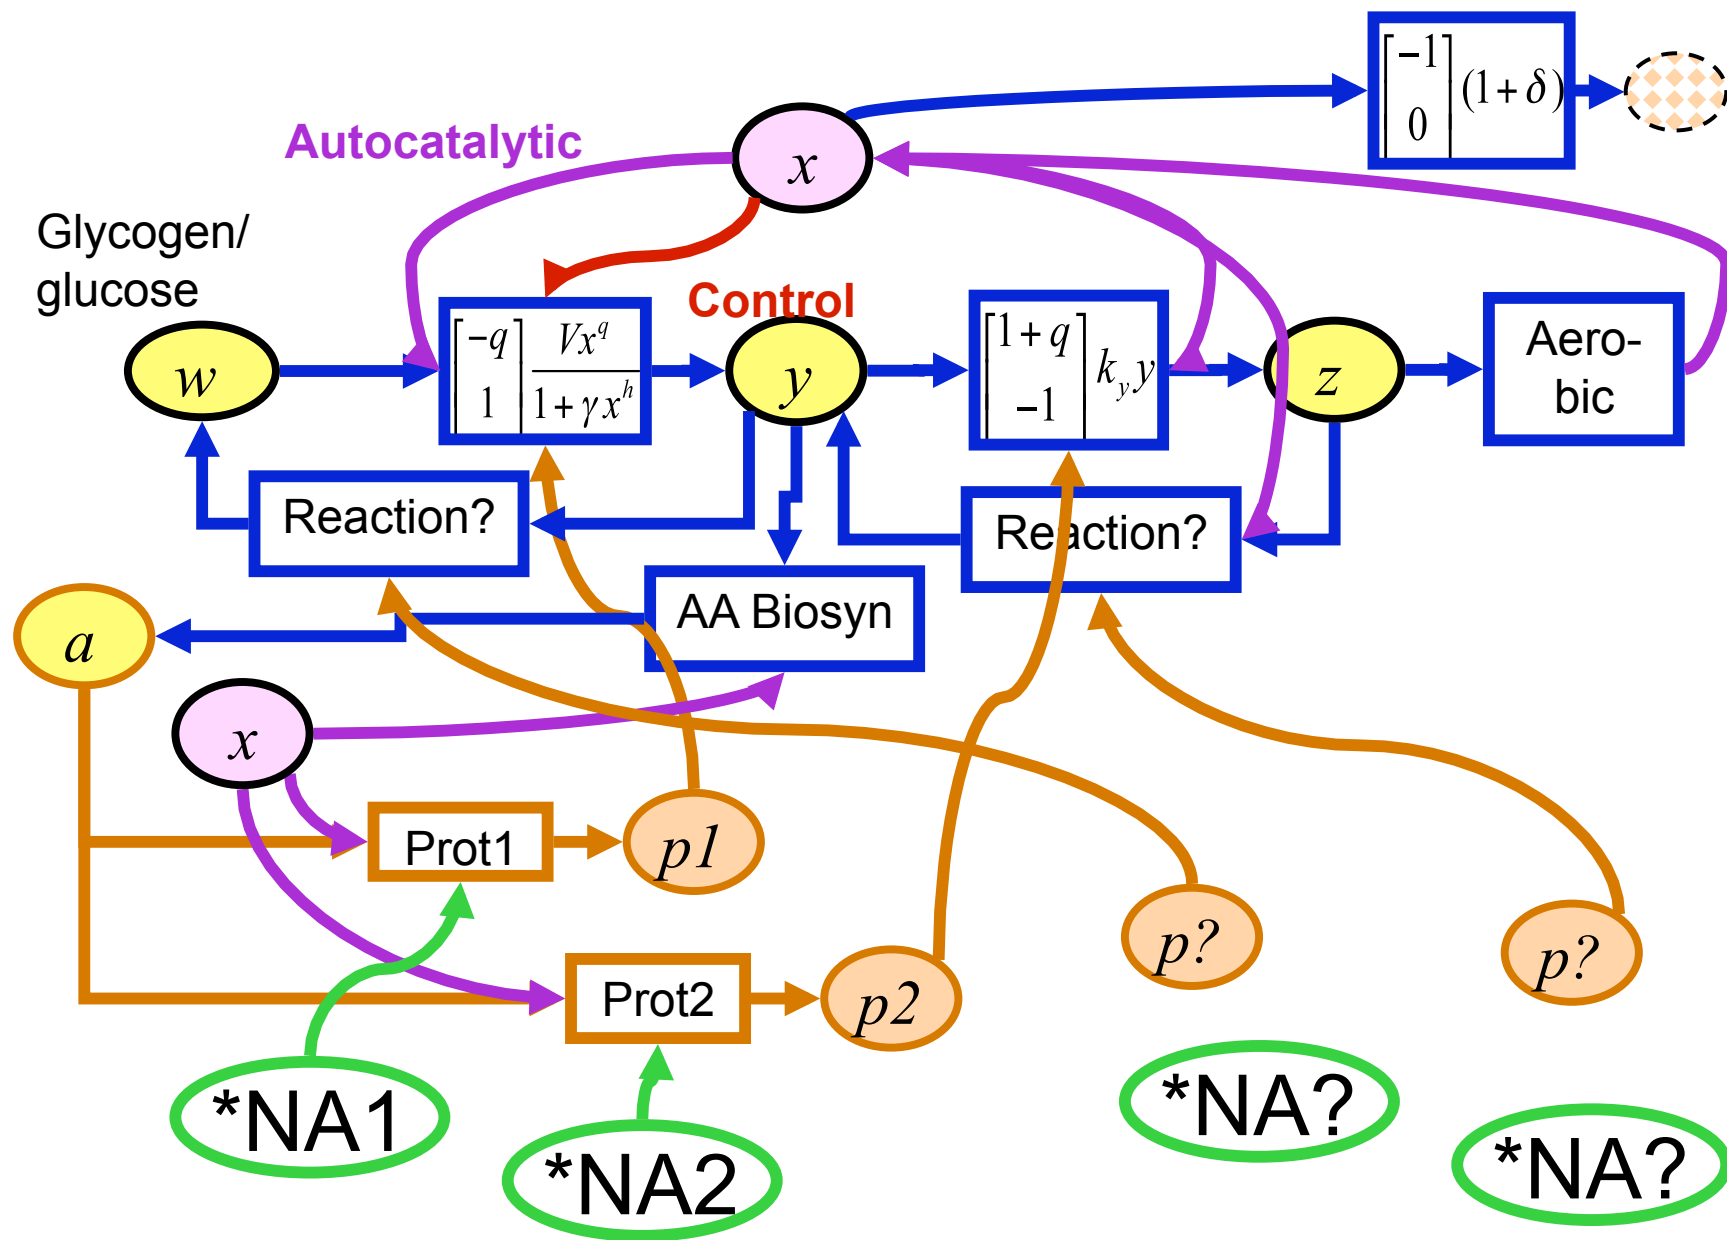 [-1
0] (1 + δ)
Autocatalytic
x
Glycogen/
glucose
Control
w
[-q
1] Vx^q / (1 + γx^h)
y
[1 + q
-1] k_y y
z
Aero-
bic
Reaction?
Reaction?
AA Biosyn
a
x
Prot1
p1
p?
p?
Prot2
p2
*NA1
*NA2
*NA?
*NA?